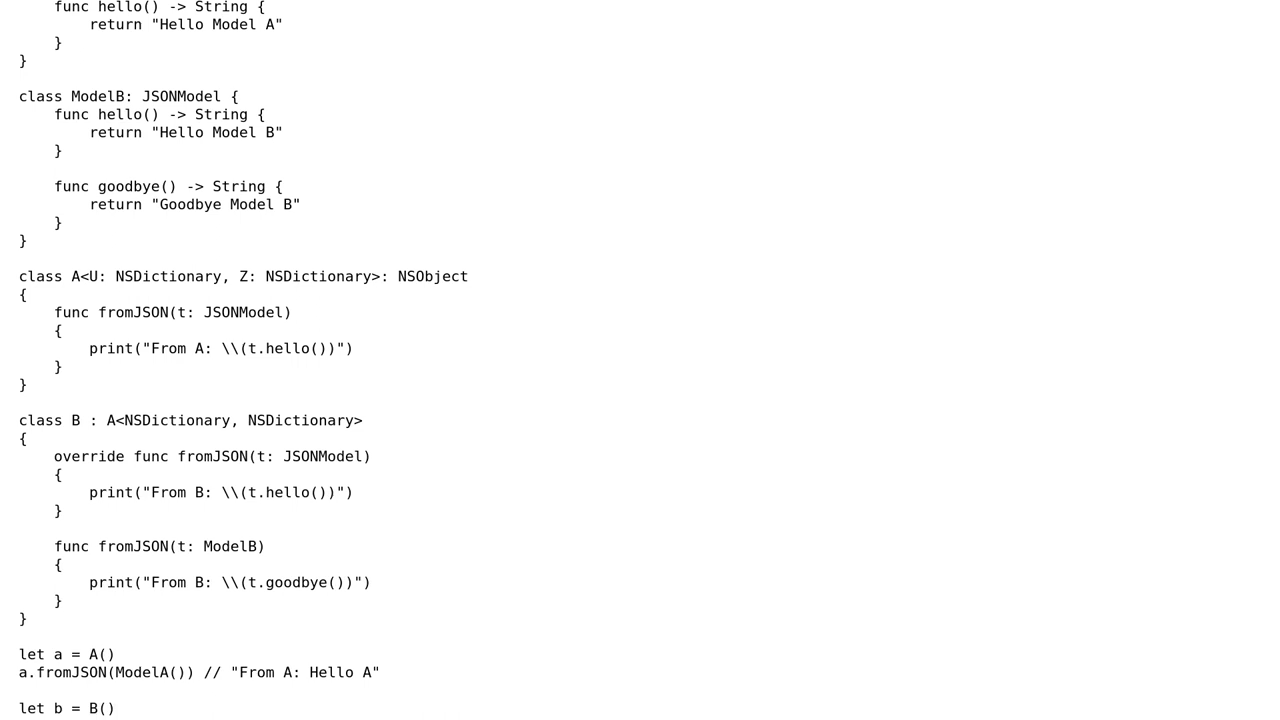 func hello() -> String {
        return "Hello Model A"
    }
}

class ModelB: JSONModel {
    func hello() -> String {
        return "Hello Model B"
    }

    func goodbye() -> String {
        return "Goodbye Model B"
    }
}

class A<U: NSDictionary, Z: NSDictionary>: NSObject
{
    func fromJSON(t: JSONModel)
    {
        print("From A: \\(t.hello())")
    }
}

class B : A<NSDictionary, NSDictionary>
{
    override func fromJSON(t: JSONModel)
    {
        print("From B: \\(t.hello())")
    }

    func fromJSON(t: ModelB)
    {
        print("From B: \\(t.goodbye())")
    }
}

let a = A()
a.fromJSON(ModelA()) // "From A: Hello A"

let b = B()